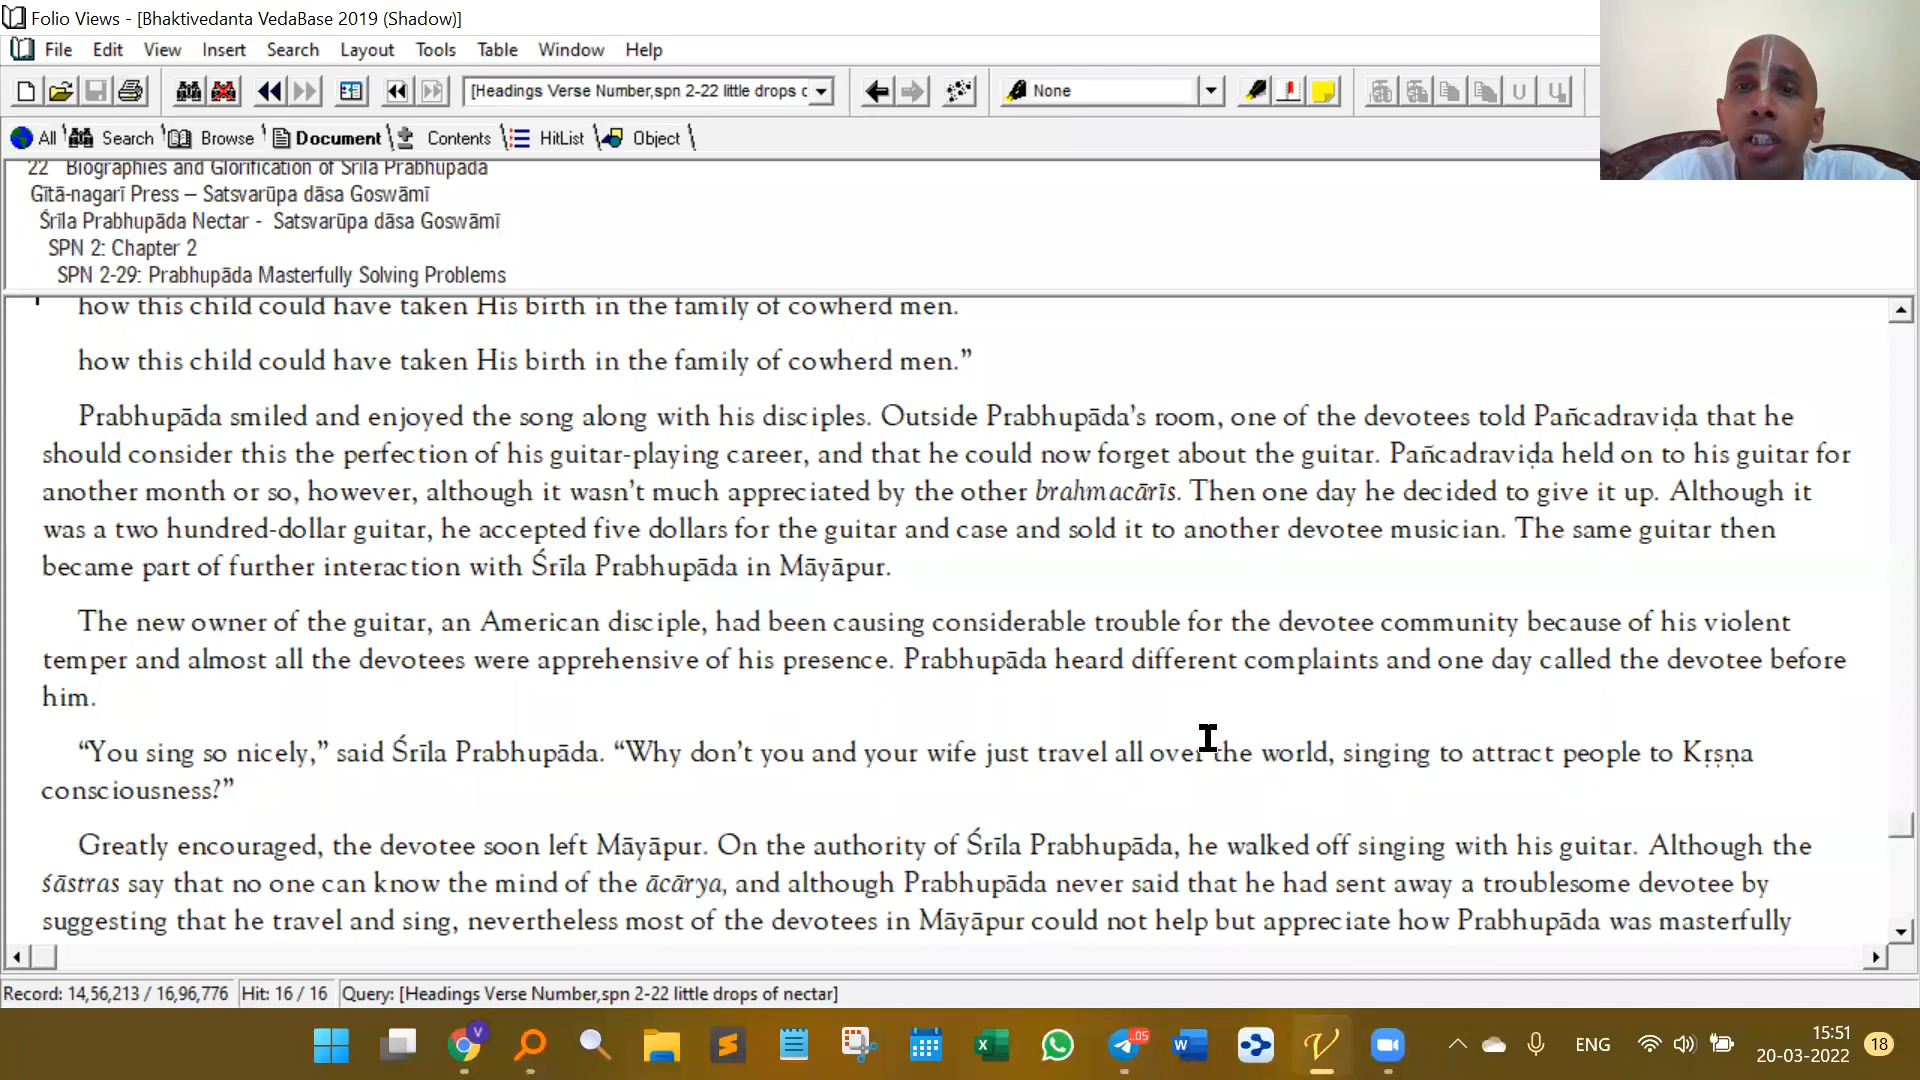 Folio Views - [Bhaktivedanta VedaBase 2019 (Shadow)]
File Edit View Insert Search Layout Tools Table Window Help
[Headings Verse Number,spn 2-22 little drops c
None
All Search Browse Document Contents HitList Object
22 Biographies and Glorification of Śrīla Prabhupāda
Gītā-nagarī Press – Satsvarūpa dāsa Goswāmī
Śrīla Prabhupāda Nectar - Satsvarūpa dāsa Goswāmī
SPN 2: Chapter 2
SPN 2-29: Prabhupāda Masterfully Solving Problems
how this child could have taken His birth in the family of cowherd men.
how this child could have taken His birth in the family of cowherd men.”
Prabhupāda smiled and enjoyed the song along with his disciples. Outside Prabhupāda’s room, one of the devotees told Pañcadraviḍa that he
should consider this the perfection of his guitar-playing career, and that he could now forget about the guitar. Pañcadraviḍa held on to his guitar for
another month or so, however, although it wasn’t much appreciated by the other brahmacārīs. Then one day he decided to give it up. Although it
was a two hundred-dollar guitar, he accepted five dollars for the guitar and case and sold it to another devotee musician. The same guitar then
became part of further interaction with Śrīla Prabhupāda in Māyāpur.
The new owner of the guitar, an American disciple, had been causing considerable trouble for the devotee community because of his violent
temper and almost all the devotees were apprehensive of his presence. Prabhupāda heard different complaints and one day called the devotee before
him.
“You sing so nicely,” said Śrīla Prabhupāda. “Why don’t you and your wife just travel all over the world, singing to attract people to Kṛṣṇa
consciousness?”
Greatly encouraged, the devotee soon left Māyāpur. On the authority of Śrīla Prabhupāda, he walked off singing with his guitar. Although the
śāstras say that no one can know the mind of the ācārya, and although Prabhupāda never said that he had sent away a troublesome devotee by
suggesting that he travel and sing, nevertheless most of the devotees in Māyāpur could not help but appreciate how Prabhupāda was masterfully
Record: 14,56,213 / 16,96,776 Hit: 16 / 16 Query: [Headings Verse Number,spn 2-22 little drops of nectar]
V
.05
ENG
15:51
20-03-2022
18